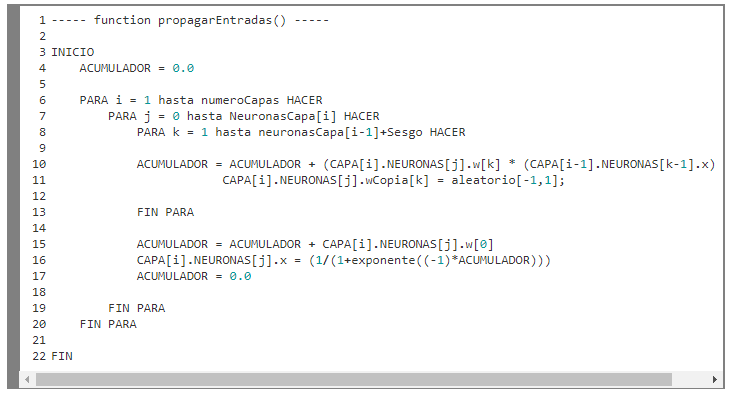 1 ----- function propagarEntradas() -----
2
3 INICIO
4     ACUMULADOR = 0.0
5
6     PARA i = 1 hasta numeroCapas HACER
7         PARA j = 0 hasta NeuronasCapa[i] HACER
8             PARA k = 1 hasta neuronasCapa[i-1]+Sesgo HACER
9
10             ACUMULADOR = ACUMULADOR + (CAPA[i].NEURONAS[j].w[k] * (CAPA[i-1].NEURONAS[k-1].x)
11                         CAPA[i].NEURONAS[j].wCopia[k] = aleatorio[-1,1];
12
13             FIN PARA
14
15             ACUMULADOR = ACUMULADOR + CAPA[i].NEURONAS[j].w[0]
16             CAPA[i].NEURONAS[j].x = (1/(1+exponente((-1)*ACUMULADOR)))
17             ACUMULADOR = 0.0
18
19         FIN PARA
20     FIN PARA
21
22 FIN